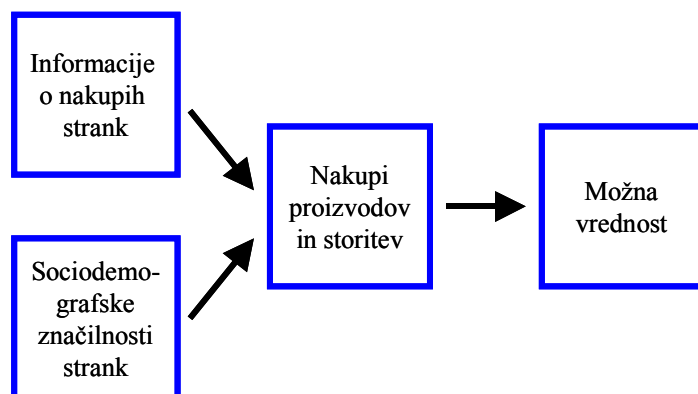 Informacije
o nakupih
strank
Sociodemo-
grafske
značilnosti
strank
Nakupi
proizvodov
in storitev
Možna
vrednost